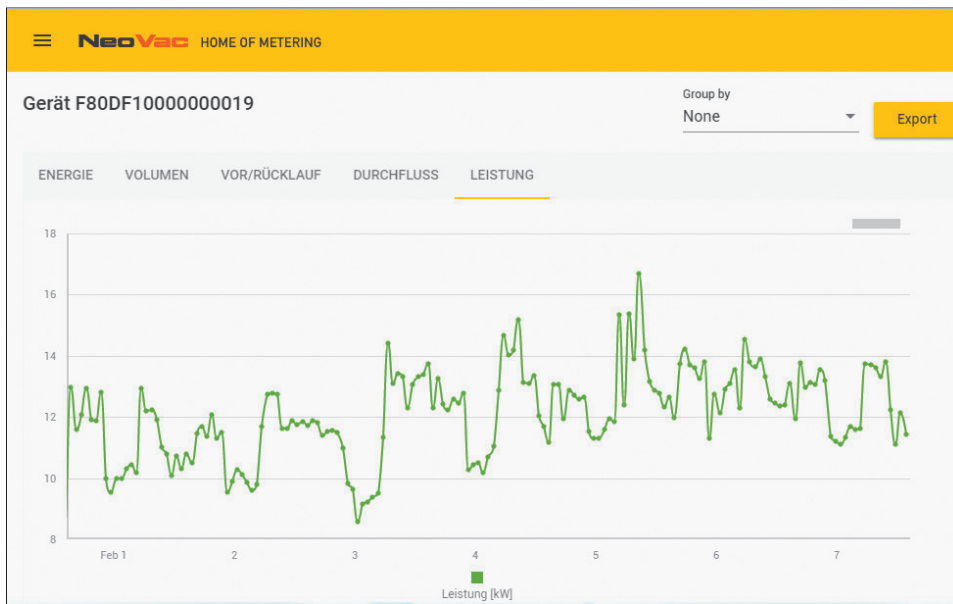 NeoVac HOME OF METERING
Gerät F80DF10000000019
Group by
None
Export
ENERGIE VOLUMEN VOR/RÜCKLAUF DURCHFLUSS LEISTUNG
18
16
14
12
10
8
Feb 1 2 3 4 5 6 7
Leistung [kW]